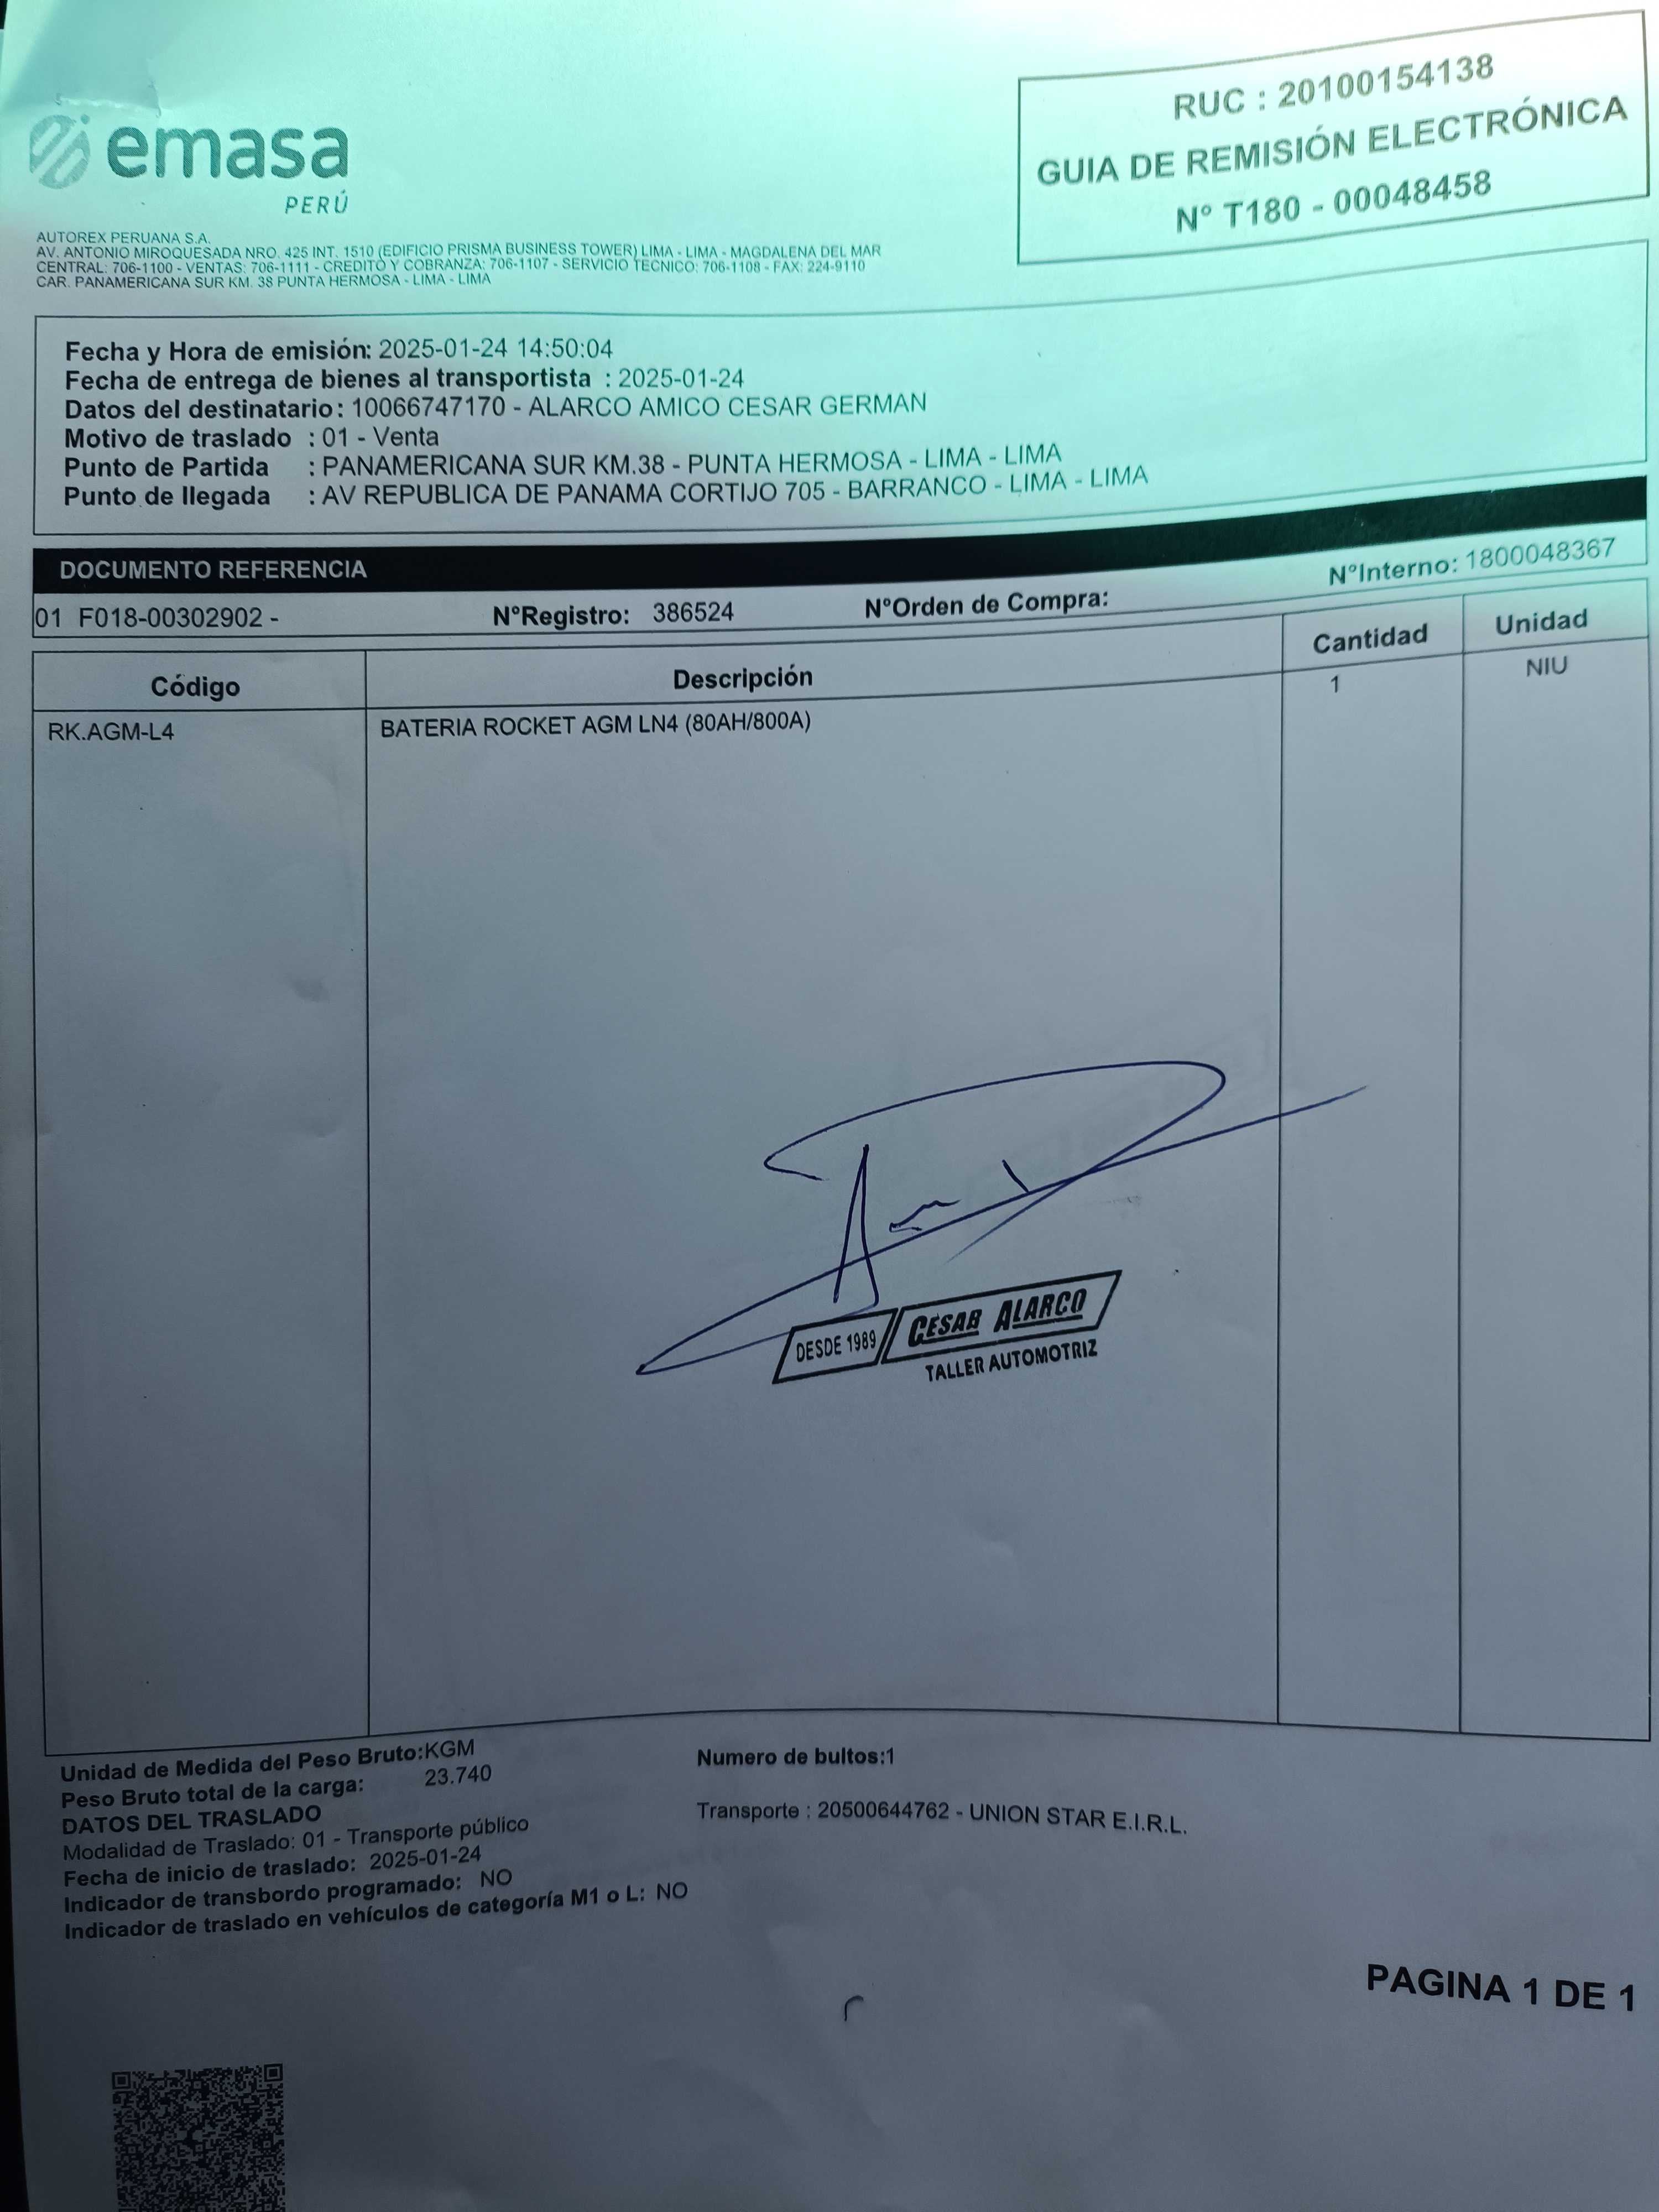 emasa
PERÚ
RUC : 20100154138
GUIA DE REMISIÓN ELECTRÓNICA
Nº T180 - 00048458
AUTOREX PERUANA S.A.
AV. ANTONIO MIROQUESADA NRO. 425 INT. 1510 (EDIFICIO PRISMA BUSINESS TOWER) LIMA - LIMA - MAGDALENA DEL MAR
CENTRAL: 706-1100 - VENTAS: 706-1111 - CREDITO Y COBRANZA: 706-1107 - SERVICIO TECNICO: 706-1108 - FAX: 224-9110
CAR. PANAMERICANA SUR KM. 38 PUNTA HERMOSA - LIMA - LIMA
Fecha y Hora de emisión: 2025-01-24 14:50:04
Fecha de entrega de bienes al transportista : 2025-01-24
Datos del destinatario: 10066747170 - ALARCO AMICO CESAR GERMAN
Motivo de traslado : 01 - Venta
Punto de Partida : PANAMERICANA SUR KM.38 - PUNTA HERMOSA - LIMA - LIMA
Punto de llegada : AV REPUBLICA DE PANAMA CORTIJO 705 - BARRANCO - LIMA - LIMA
DOCUMENTO REFERENCIA
01 F018-00302902 - NºRegistro: 386524 NºOrden de Compra: NºInterno: 1800048367
Código Descripción Cantidad Unidad
RK.AGM-L4 BATERIA ROCKET AGM LN4 (80AH/800A) 1 NIU
DESDE 1989 CESAR ALARCO
TALLER AUTOMOTRIZ
Unidad de Medida del Peso Bruto:KGM Numero de bultos:1
Peso Bruto total de la carga: 23.740
DATOS DEL TRASLADO Transporte : 20500644762 - UNION STAR E.I.R.L.
Modalidad de Traslado: 01 - Transporte público
Fecha de inicio de traslado: 2025-01-24
Indicador de transbordo programado: NO
Indicador de traslado en vehículos de categoría M1 o L: NO
PAGINA 1 DE 1